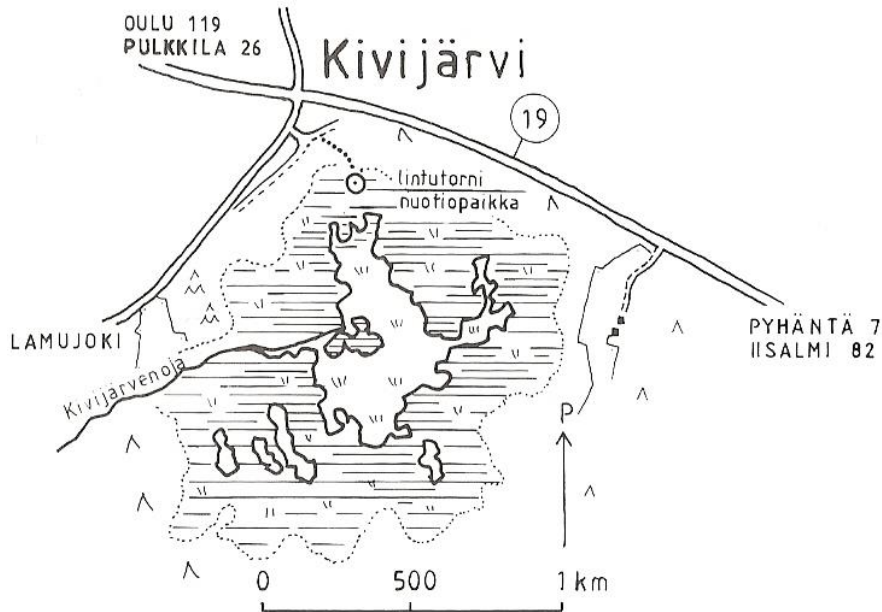 OULU 119
PULKKILA 26
Kivijärvi
19
lintutorni
nuotiopaikka
LAMUJOKI
Kivijärvenoja
PYHÄNTÄ 7
IISALMI 82
P
0 500 1 km